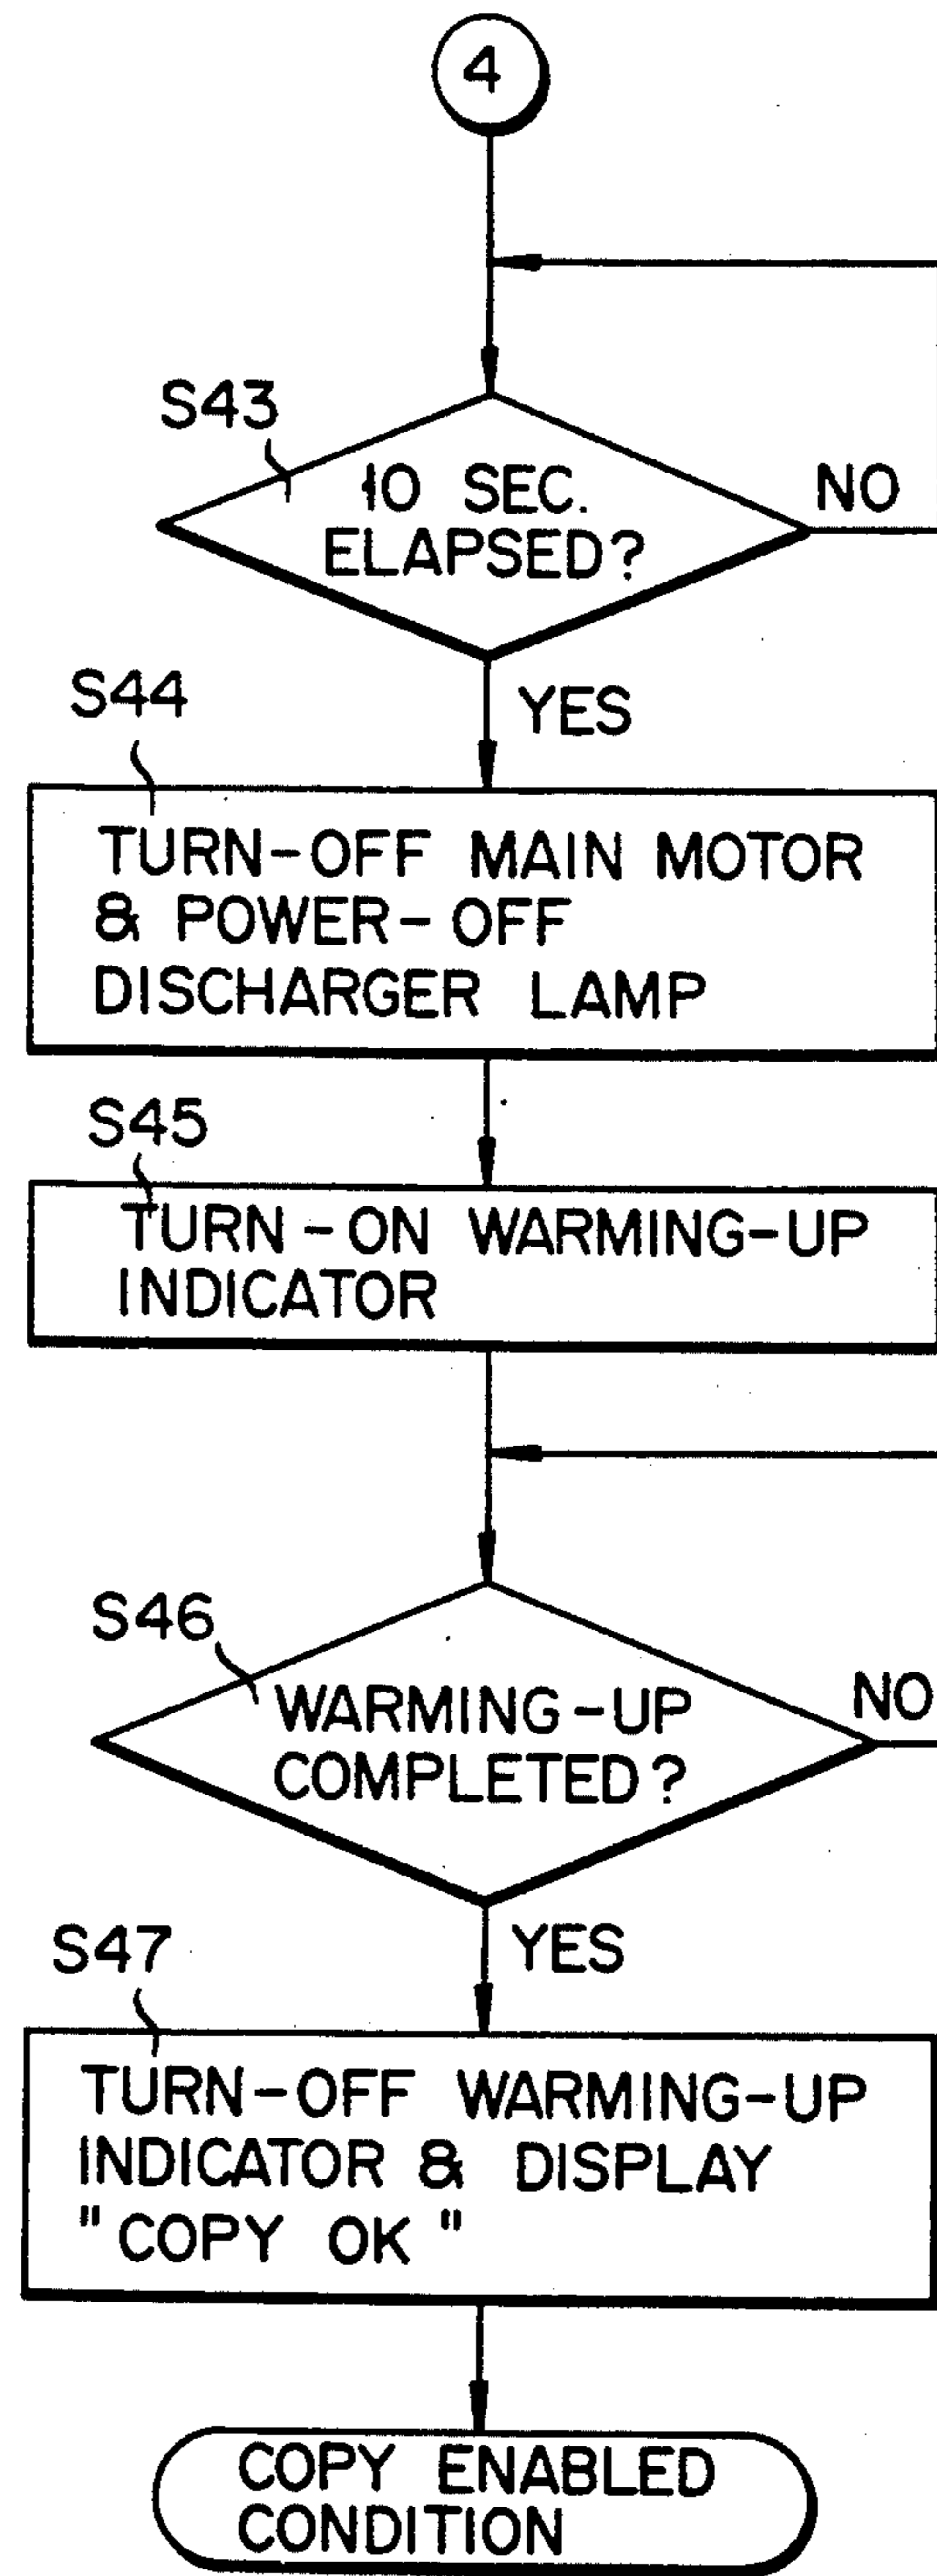 4
S43
10 SEC.
ELAPSED?
NO
YES
S44
TURN-OFF MAIN MOTOR
& POWER-OFF
DISCHARGER LAMP
S45
TURN-ON WARMING-UP
INDICATOR
S46
WARMING-UP
COMPLETED?
NO
YES
S47
TURN-OFF WARMING-UP
INDICATOR & DISPLAY
"COPY OK"
COPY ENABLED
CONDITION